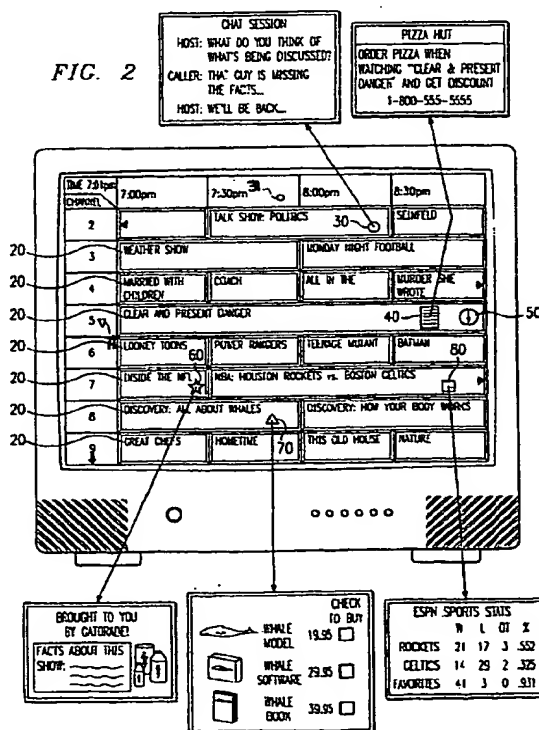 FIG. 2
CHAT SESSION
HOST: WHAT DO YOU THINK OF
WHAT'S BEING DISCUSSED?
CALLER: THAT GUY IS MISSING
THE FACTS...
HOST: WE'LL BE BACK...
PIZZA HUT
ORDER PIZZA WHEN
WATCHING "CLEAR & PRESENT
DANGER" AND GET DISCOUNT
1-800-555-5555
TIME 7:01pm
CHANNEL
7:00pm
7:30pm
31
8:00pm
8:30pm
2
TALK SHOW: POLITICS
30
SEINFELD
20
3
WEATHER SHOW
MONDAY NIGHT FOOTBALL
20
4
MARRIED WITH
CHILDREN
COACH
ALL IN THE
MURDER SHE
WROTE
20
5
CLEAR AND PRESENT DANGER
40
50
20
6
LOONEY TOONS
60
POWER RANGERS
TEENAGE MUTANT
BATMAN
80
20
7
INSIDE THE NFL
NBA: HOUSTON ROCKETS vs. BOSTON CELTICS
20
8
DISCOVERY: ALL ABOUT WHALES
DISCOVERY: HOW YOUR BODY WORKS
20
9
GREAT CHEFS
HOMETIME
70
THIS OLD HOUSE
NATURE
BROUGHT TO YOU
BY GATORADE!
FACTS ABOUT THIS
SHOW:
CHECK
TO BUY
WHALE
MODEL
19.95
WHALE
SOFTWARE
29.95
WHALE
BOOK
39.95
ESPN SPORTS STATS
W L OT %
ROCKETS 21 17 3 .552
CELTICS 14 29 2 .325
FAVORITES 41 3 0 .931